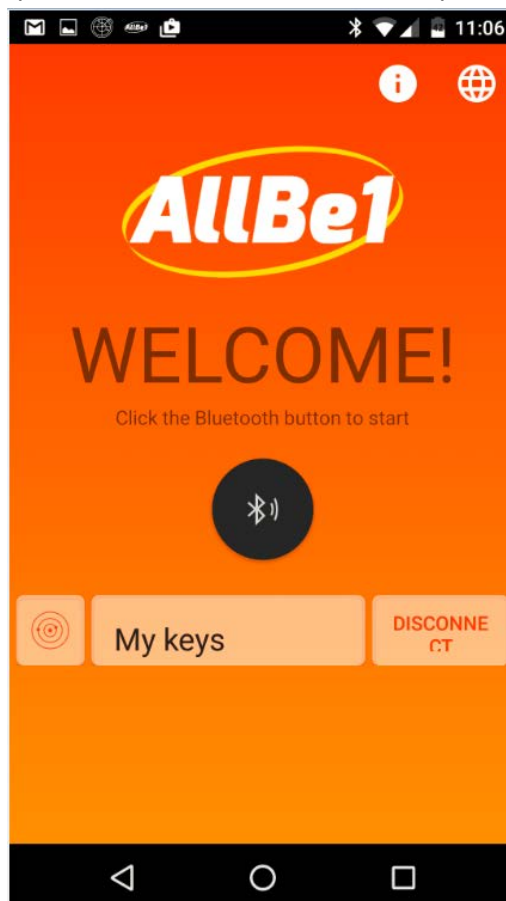 11:06
AllBe1
WELCOME!
Click the Bluetooth button to start
My keys
DISCONNE
CT